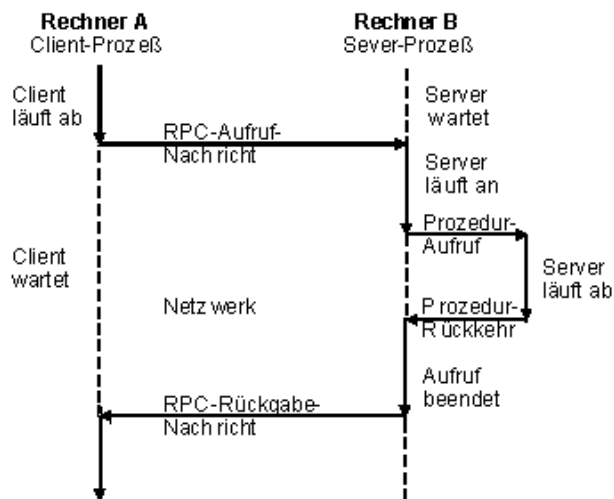 Rechner A
Client-Prozeß
Rechner B
Sever-Prozeß
Client
läuft ab
Server
wartet
RPC-Aufruf-
Nachricht
Server
läuft an
Prozedur-
Aufruf
Client
wartet
Server
läuft ab
Netzwerk
Prozedur-
Rückkehr
Aufruf
beendet
RPC-Rückgabe-
Nachricht